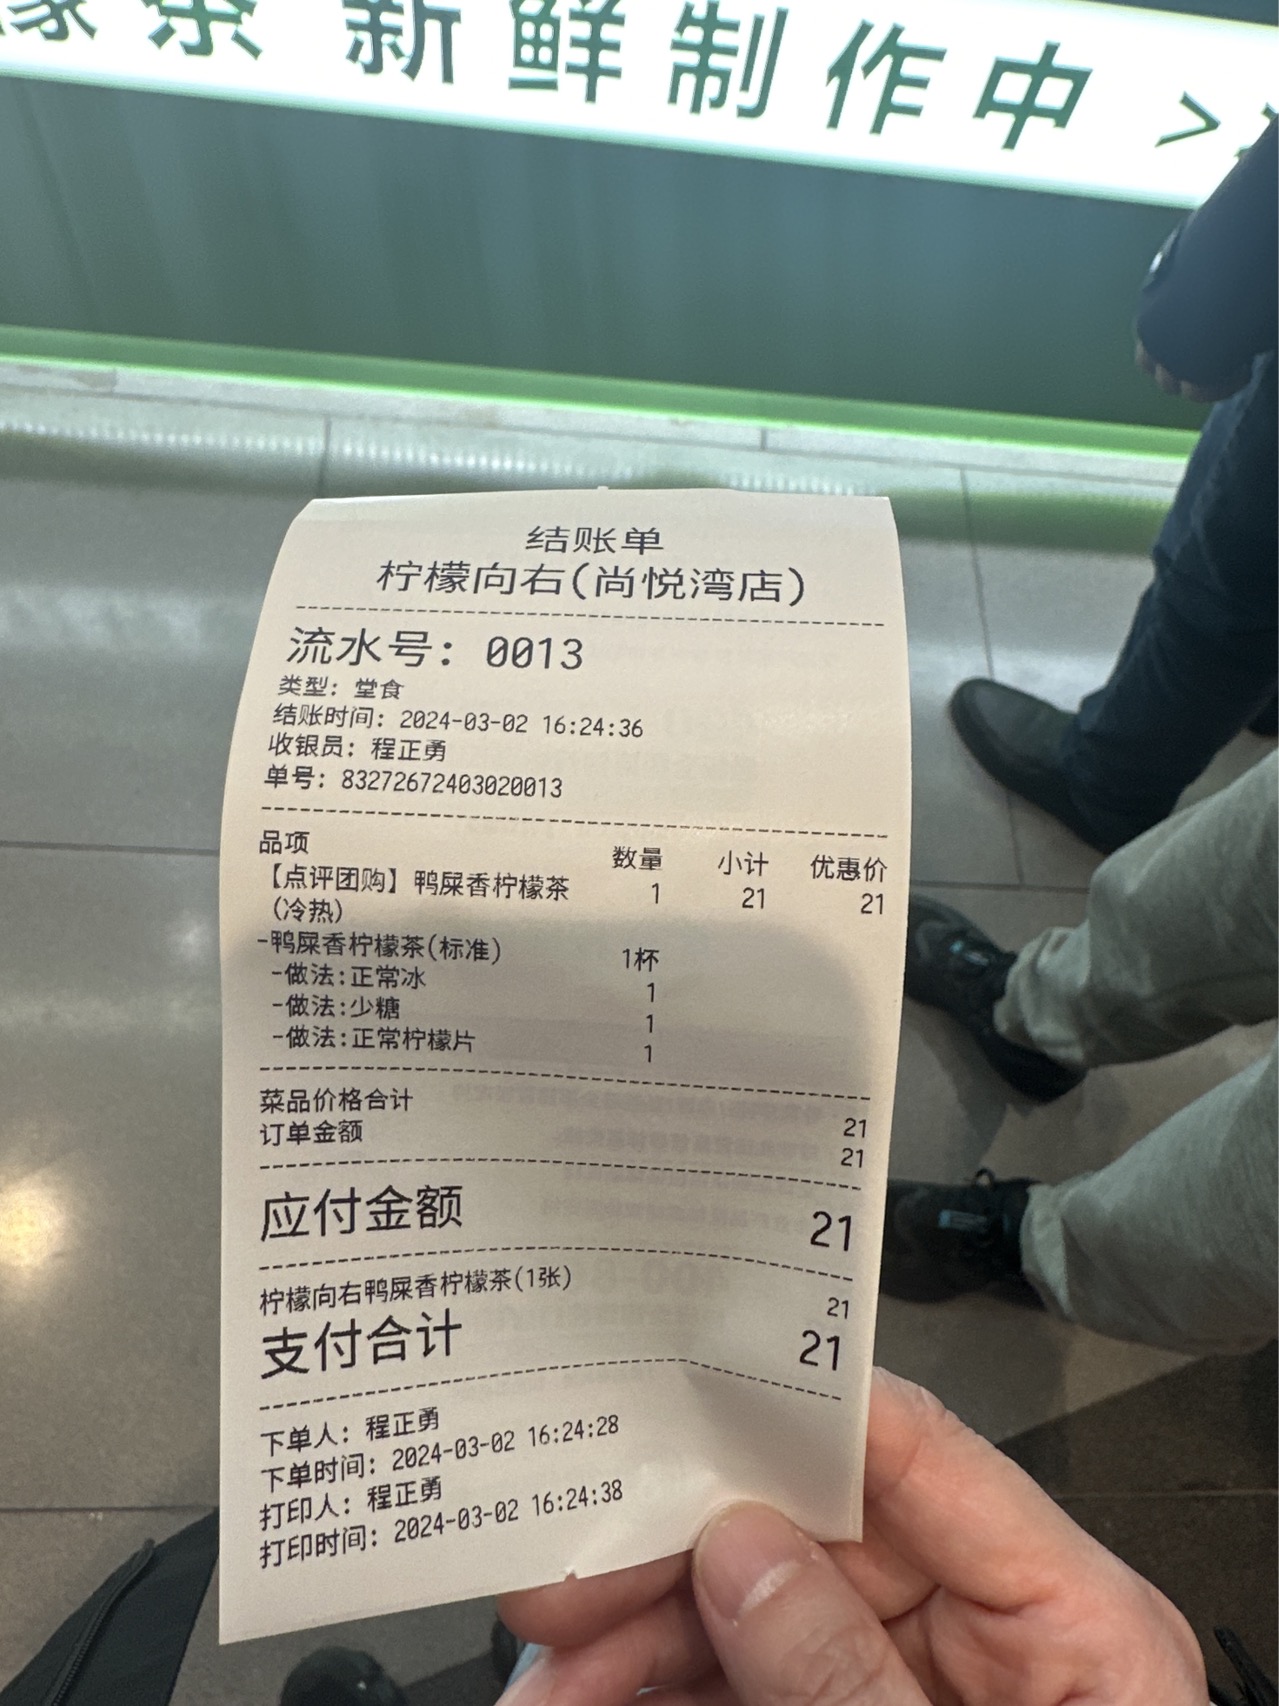 茶 新鲜制作中 >
结账单
柠檬向右(尚悦湾店)
流水号: 0013
类型: 堂食
结账时间: 2024-03-02 16:24:36
收银员: 程正勇
单号: 83272672403020013
品项 数量 小计 优惠价
【点评团购】鸭屎香柠檬茶 1 21 21
(冷热)
-鸭屎香柠檬茶(标准) 1杯
-做法:正常冰 1
-做法:少糖 1
-做法:正常柠檬片 1
菜品价格合计 21
订单金额 21
应付金额 21
柠檬向右鸭屎香柠檬茶(1张) 21
支付合计 21
下单人: 程正勇
下单时间: 2024-03-02 16:24:28
打印人: 程正勇
打印时间: 2024-03-02 16:24:38